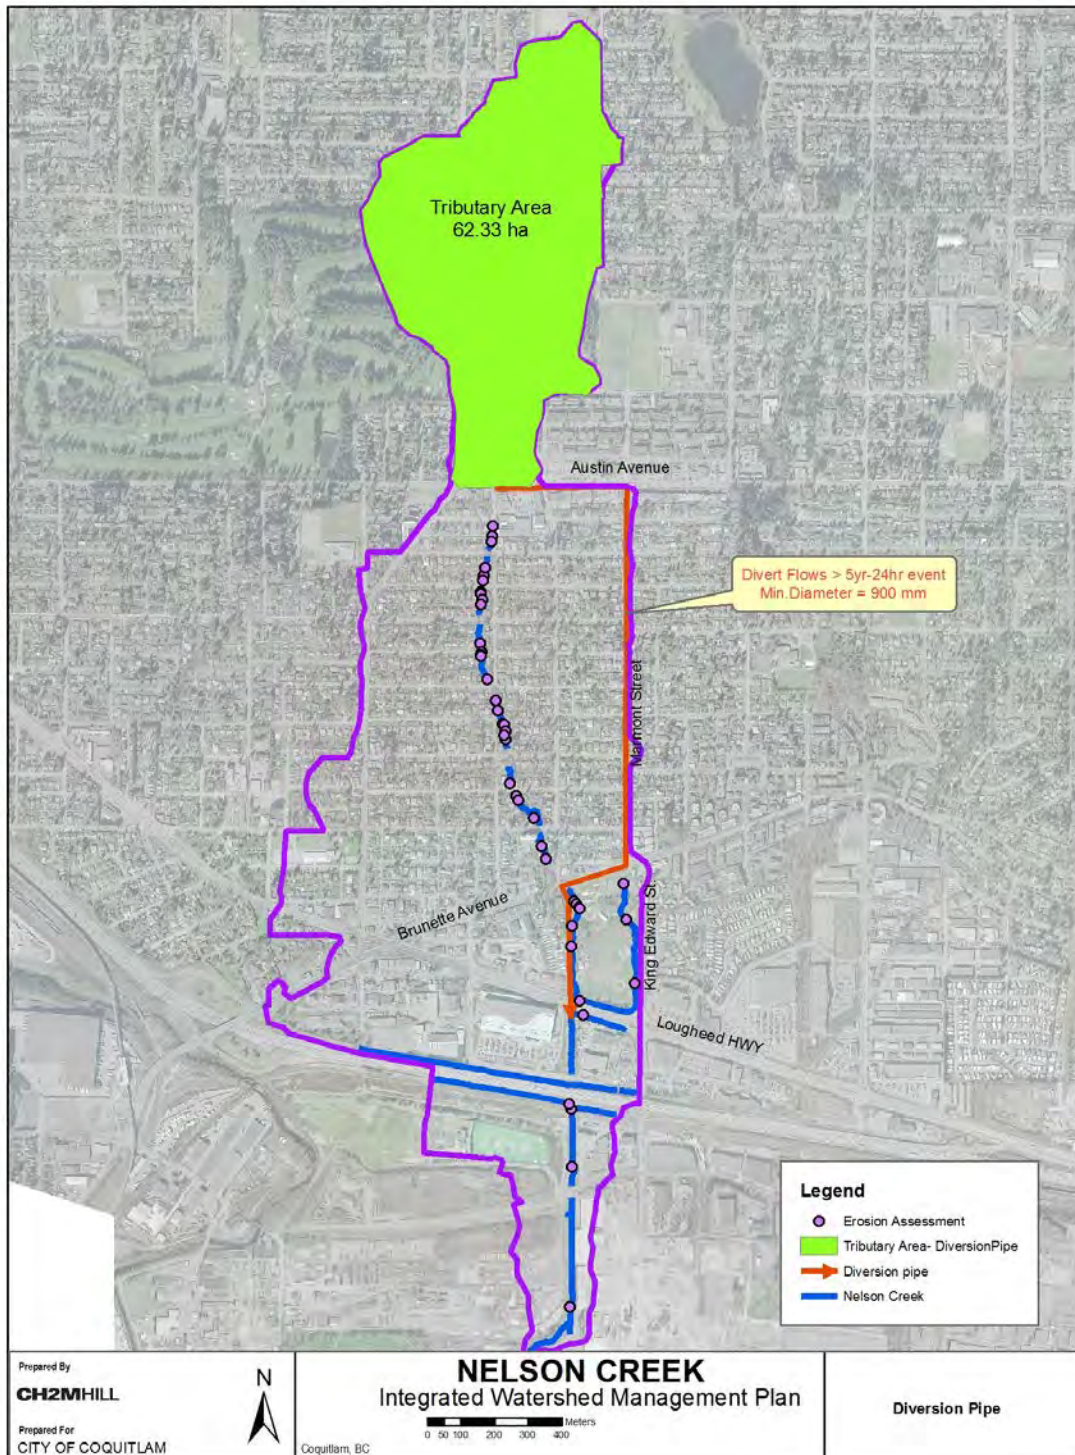 Tributary Area
62.33 ha
Austin Avenue
Divert Flows > 5yr-24hr event
Min.Diameter = 900 mm
Marmont Street
Brunette Avenue
King Edward St.
Lougheed HWY
Legend
Erosion Assessment
Tributary Area- DiversionPipe
Diversion pipe
Nelson Creek
Prepared By
CH2MHILL
Prepared For
CITY OF COQUITLAM
N
NELSON CREEK
Integrated Watershed Management Plan
Meters
0 50 100 200 300 400
Coquitlam, BC
Diversion Pipe